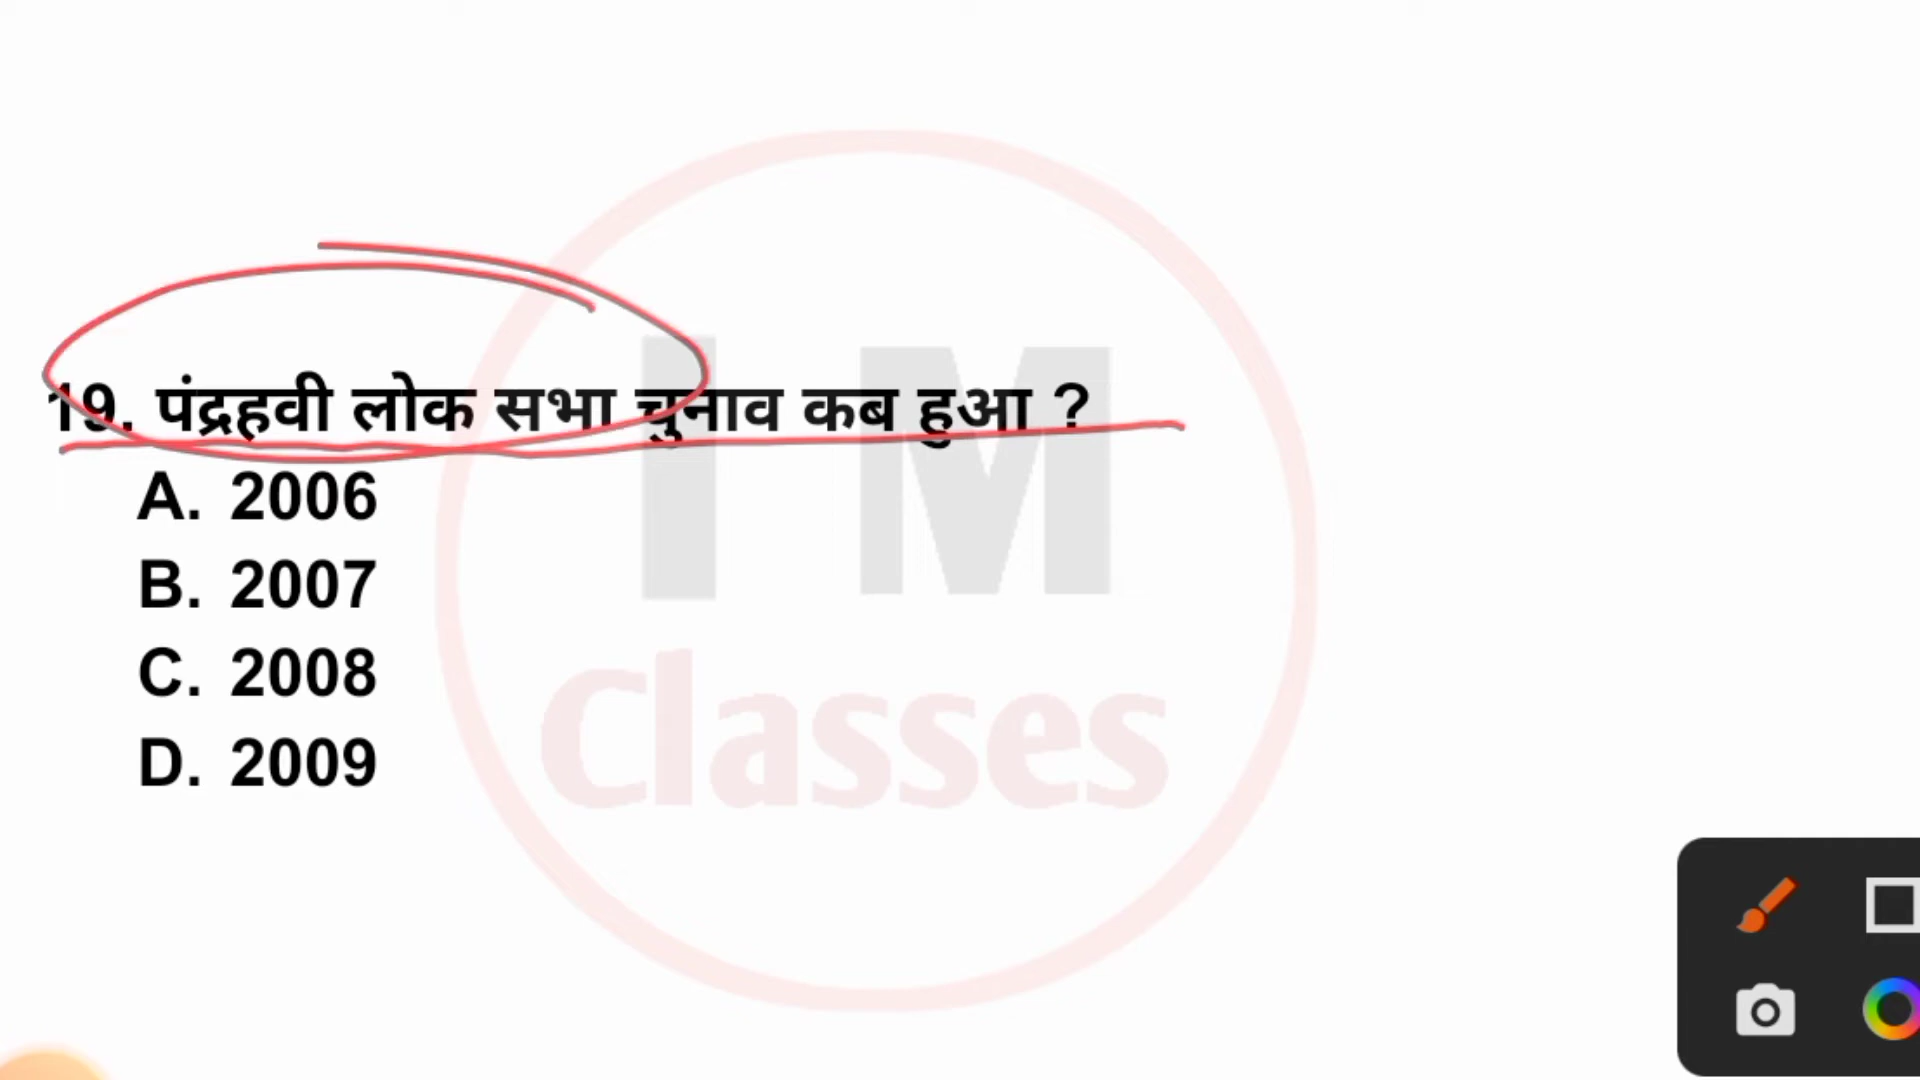 19. पंद्रहवी लोक सभा चुनाव कब हुआ ?
A. 2006
B. 2007
C. 2008
D. 2009
I M
Classes